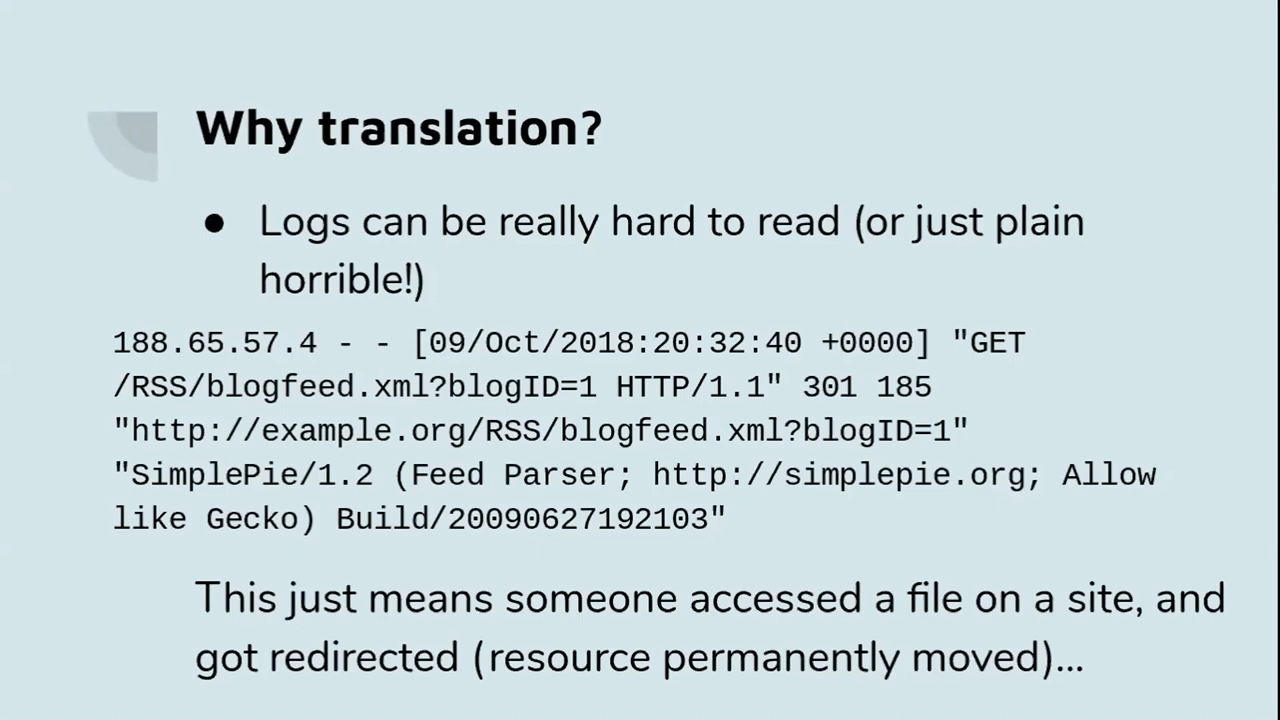 Why translation?
● Logs can be really hard to read (or just plain
horrible!)
188.65.57.4 - - [09/Oct/2018:20:32:40 +0000] "GET
/RSS/blogfeed.xml?blogID=1 HTTP/1.1" 301 185
"http://example.org/RSS/blogfeed.xml?blogID=1"
"SimplePie/1.2 (Feed Parser; http://simplepie.org; Allow
like Gecko) Build/20090627192103"
This just means someone accessed a file on a site, and
got redirected (resource permanently moved)...